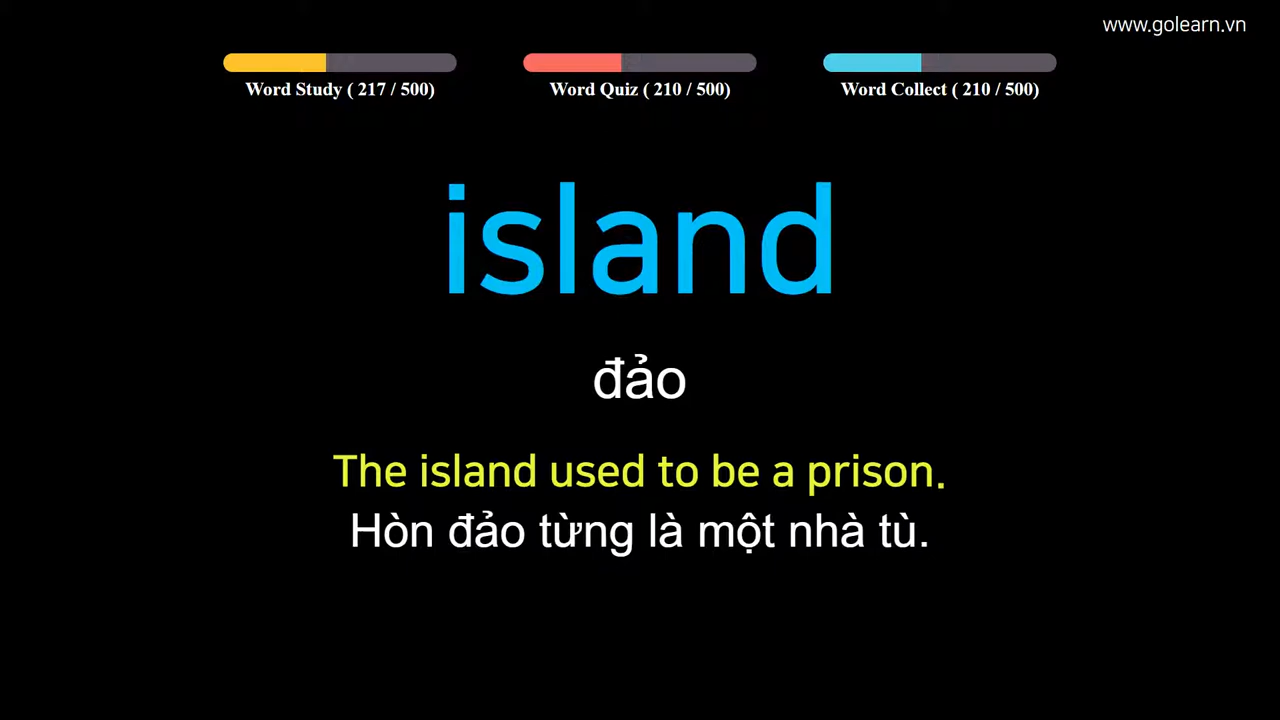 www.golearn.vn
Word Study ( 217 / 500)
Word Quiz ( 210 / 500)
Word Collect ( 210 / 500)
island
đảo
The island used to be a prison.
Hòn đảo từng là một nhà tù.